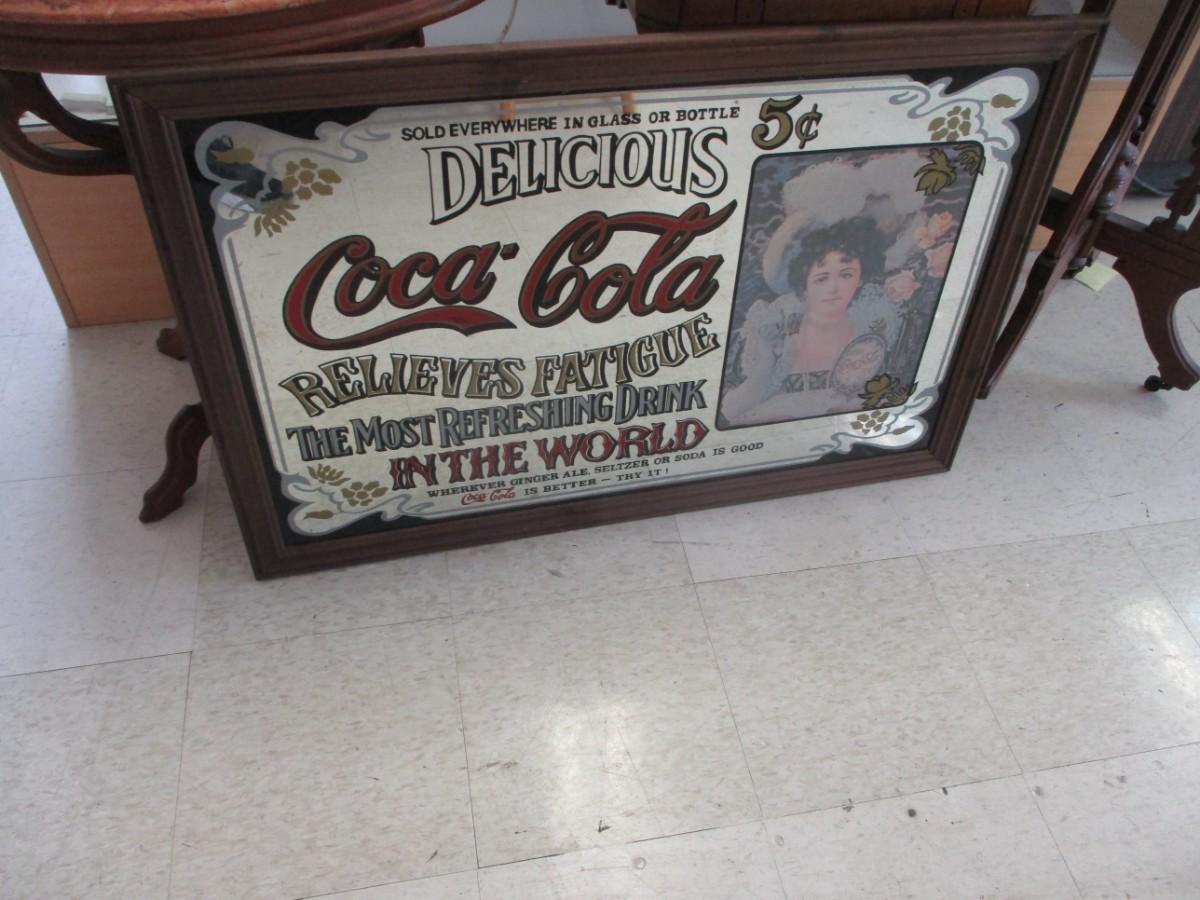 SOLD EVERYWHERE IN GLASS OR BOTTLE
5¢
DELICIOUS
Coca-Cola
RELIEVES FATIGUE
THE MOST REFRESHING DRINK
IN THE WORLD
WHEREVER GINGER ALE, SELTZER OR SODA IS GOOD
Coca-Cola IS BETTER — TRY IT!